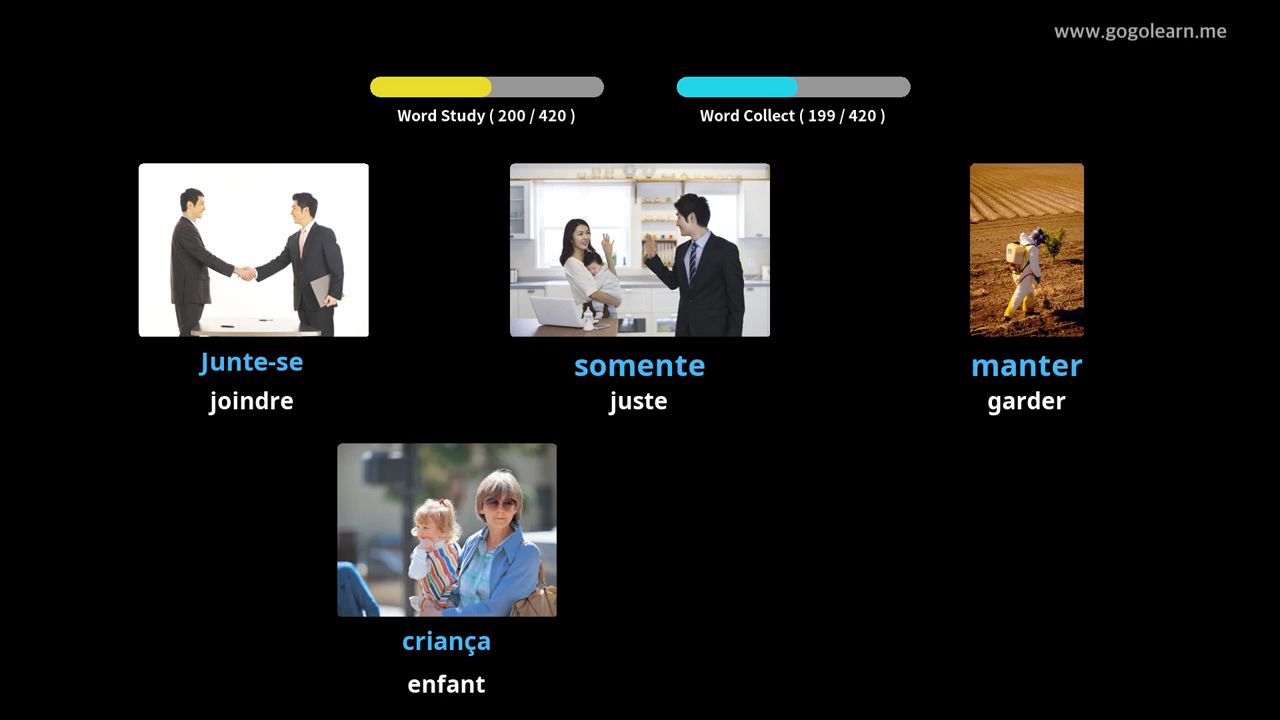 www.gogolearn.me
Word Study ( 200 / 420 )
Word Collect ( 199 / 420 )
Junte-se
joindre
somente
juste
manter
garder
criança
enfant